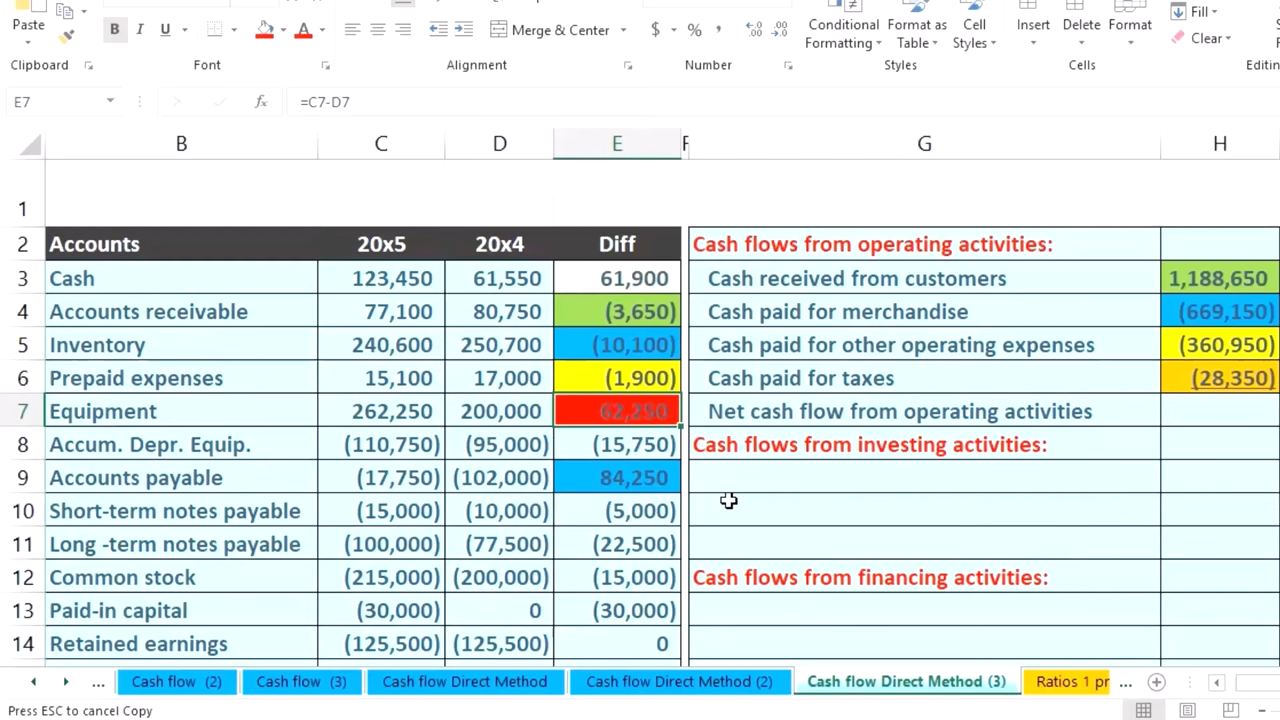 Paste B I U A Merge & Center $ % , Conditional Formatting Format as Table Cell Styles Insert Delete Format Fill Clear
Clipboard Font Alignment Number Styles Cells Editin
E7 fx =C7-D7
B C D E F G H
1
2 Accounts 20x5 20x4 Diff Cash flows from operating activities:
3 Cash 123,450 61,550 61,900 Cash received from customers 1,188,650
4 Accounts receivable 77,100 80,750 (3,650) Cash paid for merchandise (669,150)
5 Inventory 240,600 250,700 (10,100) Cash paid for other operating expenses (360,950)
6 Prepaid expenses 15,100 17,000 (1,900) Cash paid for taxes (28,350)
7 Equipment 262,250 200,000 62,250 Net cash flow from operating activities
8 Accum. Depr. Equip. (110,750) (95,000) (15,750) Cash flows from investing activities:
9 Accounts payable (17,750) (102,000) 84,250
10 Short-term notes payable (15,000) (10,000) (5,000)
11 Long -term notes payable (100,000) (77,500) (22,500)
12 Common stock (215,000) (200,000) (15,000) Cash flows from financing activities:
13 Paid-in capital (30,000) 0 (30,000)
14 Retained earnings (125,500) (125,500) 0
... Cash flow (2) Cash flow (3) Cash flow Direct Method Cash flow Direct Method (2) Cash flow Direct Method (3) Ratios 1 pr ...
Press ESC to cancel Copy